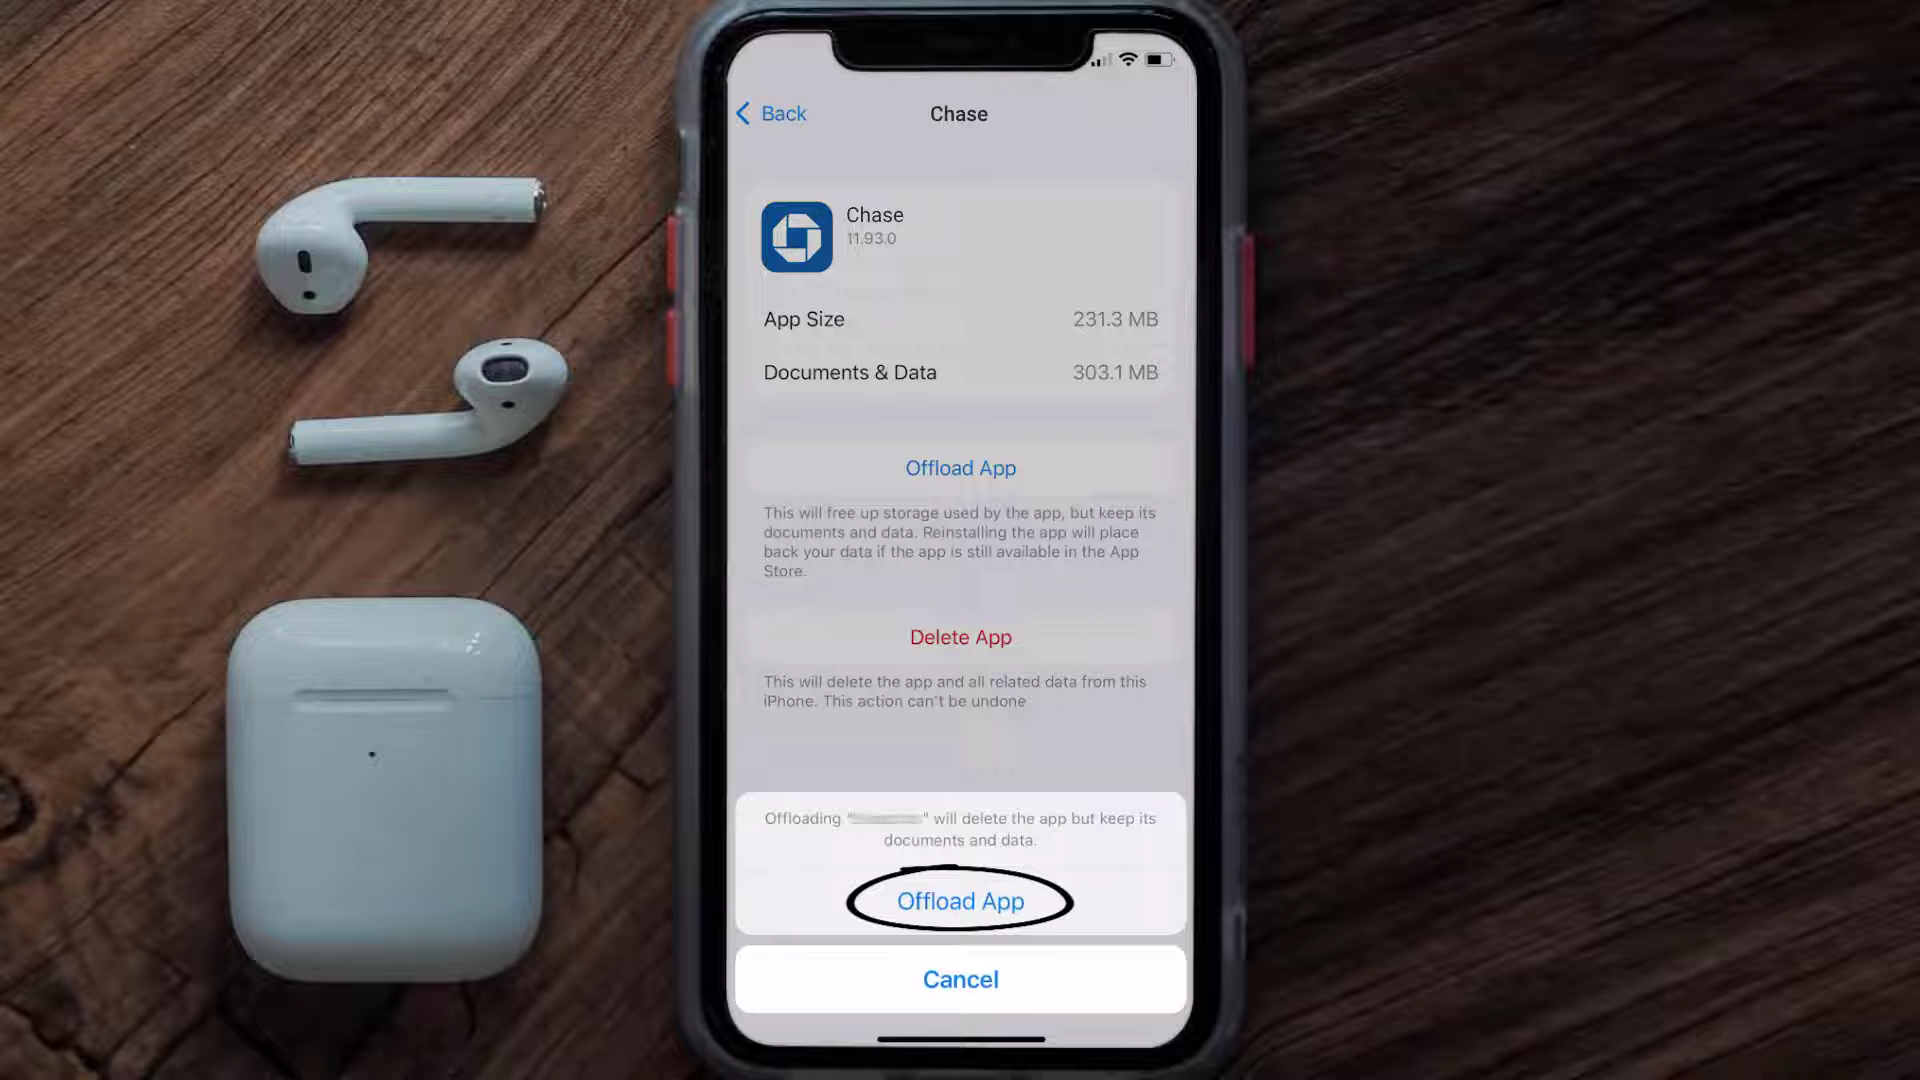 Back
Chase
Chase
11.93.0
App Size
231.3 MB
Documents & Data
303.1 MB
Offload App
This will free up storage used by the app, but keep its
documents and data. Reinstalling the app will place
back your data if the app is still available in the App
Store.
Delete App
This will delete the app and all related data from this
iPhone. This action can't be undone
Offloading " " will delete the app but keep its
documents and data.
Offload App
Cancel